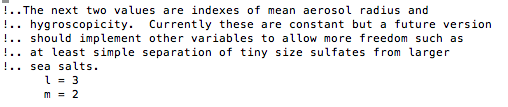 !..The next two values are indexes of mean aerosol radius and
!.. hygroscopicity.  Currently these are constant but a future version
!.. should implement other variables to allow more freedom such as
!.. at least simple separation of tiny size sulfates from larger
!.. sea salts.
      l = 3
      m = 2